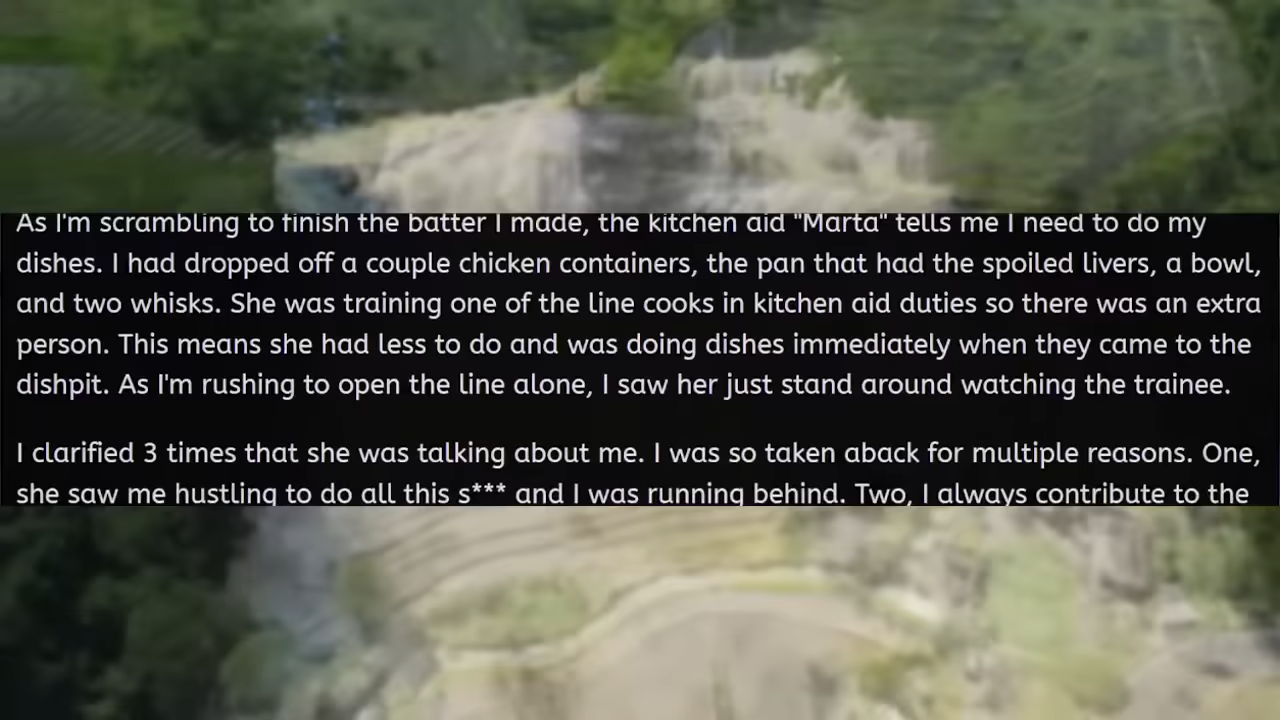 As I'm scrambling to finish the batter I made, the kitchen aid "Marta" tells me I need to do my
dishes. I had dropped off a couple chicken containers, the pan that had the spoiled livers, a bowl,
and two whisks. She was training one of the line cooks in kitchen aid duties so there was an extra
person. This means she had less to do and was doing dishes immediately when they came to the
dishpit. As I'm rushing to open the line alone, I saw her just stand around watching the trainee.
I clarified 3 times that she was talking about me. I was so taken aback for multiple reasons. One,
she saw me hustling to do all this s*** and I was running behind. Two, I always contribute to the